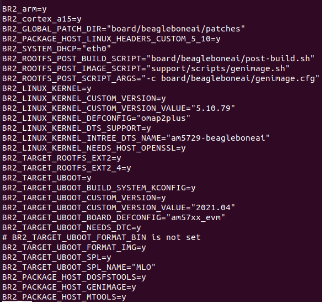 BR2_arm=y
BR2_cortex_a15=y
BR2_GLOBAL_PATCH_DIR="board/beagleboneai/patches"
BR2_PACKAGE_HOST_LINUX_HEADERS_CUSTOM_5_10=y
BR2_SYSTEM_DHCP="eth0"
BR2_ROOTFS_POST_BUILD_SCRIPT="board/beagleboneai/post-build.sh"
BR2_ROOTFS_POST_IMAGE_SCRIPT="support/scripts/genimage.sh"
BR2_ROOTFS_POST_SCRIPT_ARGS="-c board/beagleboneai/genimage.cfg"
BR2_LINUX_KERNEL=y
BR2_LINUX_KERNEL_CUSTOM_VERSION=y
BR2_LINUX_KERNEL_CUSTOM_VERSION_VALUE="5.10.79"
BR2_LINUX_KERNEL_DEFCONFIG="omap2plus"
BR2_LINUX_KERNEL_DTS_SUPPORT=y
BR2_LINUX_KERNEL_INTREE_DTS_NAME="am5729-beagleboneai"
BR2_LINUX_KERNEL_NEEDS_HOST_OPENSSL=y
BR2_TARGET_ROOTFS_EXT2=y
BR2_TARGET_ROOTFS_EXT2_4=y
BR2_TARGET_UBOOT=y
BR2_TARGET_UBOOT_BUILD_SYSTEM_KCONFIG=y
BR2_TARGET_UBOOT_CUSTOM_VERSION=y
BR2_TARGET_UBOOT_CUSTOM_VERSION_VALUE="2021.04"
BR2_TARGET_UBOOT_BOARD_DEFCONFIG="am57xx_evm"
BR2_TARGET_UBOOT_NEEDS_DTC=y
# BR2_TARGET_UBOOT_FORMAT_BIN is not set
BR2_TARGET_UBOOT_FORMAT_IMG=y
BR2_TARGET_UBOOT_SPL=y
BR2_TARGET_UBOOT_SPL_NAME="MLO"
BR2_PACKAGE_HOST_DOSFSTOOLS=y
BR2_PACKAGE_HOST_GENIMAGE=y
BR2_PACKAGE_HOST_MTOOLS=y